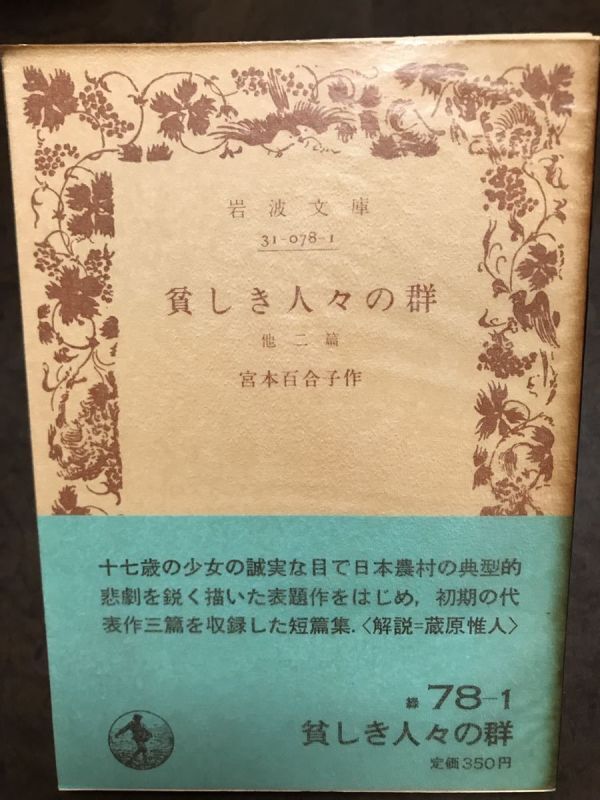 岩波文庫
31-078-1
貧しき人々の群
他二篇
宮本百合子作
十七歳の少女の誠実な目で日本農村の典型的
悲劇を鋭く描いた表題作をはじめ，初期の代
表作三篇を収録した短篇集．〈解説=蔵原惟人〉
緑 78-1
貧しき人々の群
定価350円